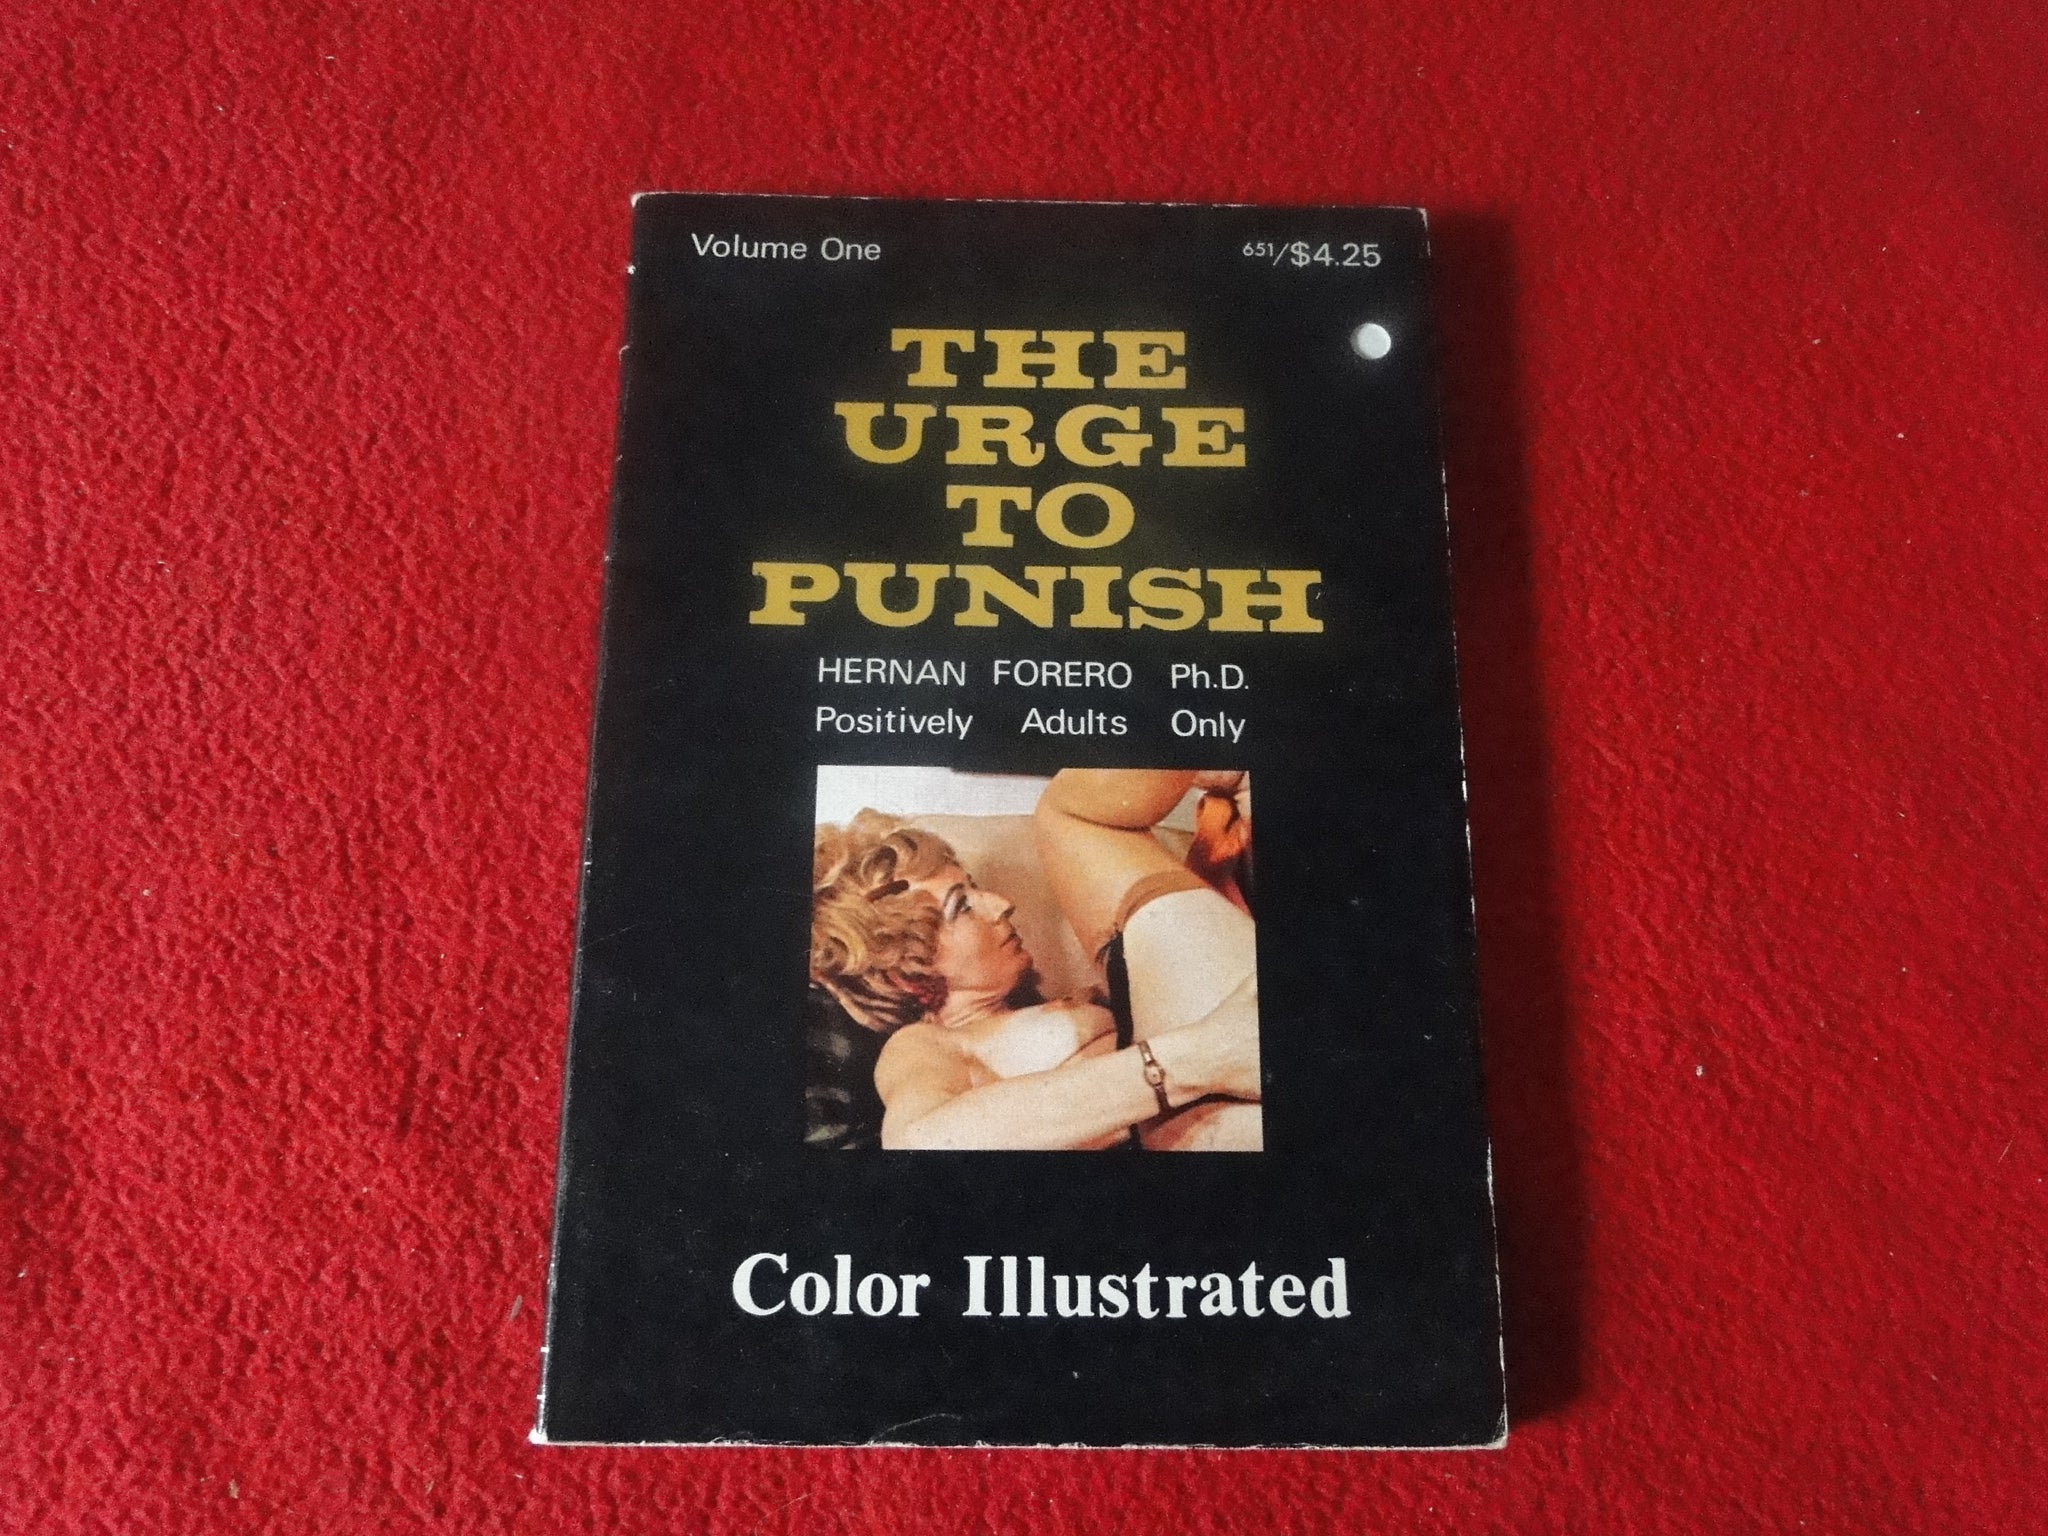 Volume One
651/$4.25
THE
URGE
TO
PUNISH
HERNAN FORERO Ph.D.
Positively Adults Only
Color Illustrated